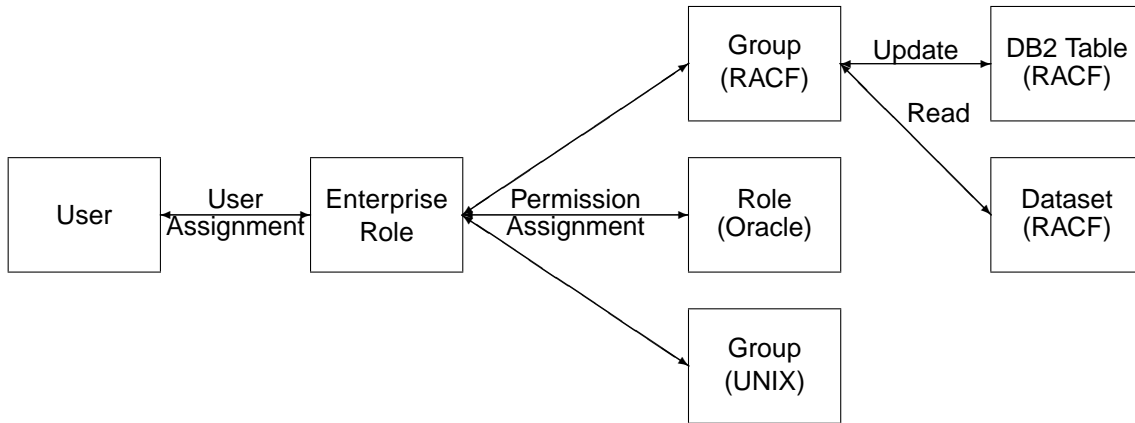 Group
(RACF)
Update
DB2 Table
(RACF)
Read
User
User
Assignment
Enterprise
Role
Permission
Assignment
Role
(Oracle)
Dataset
(RACF)
Group
(UNIX)